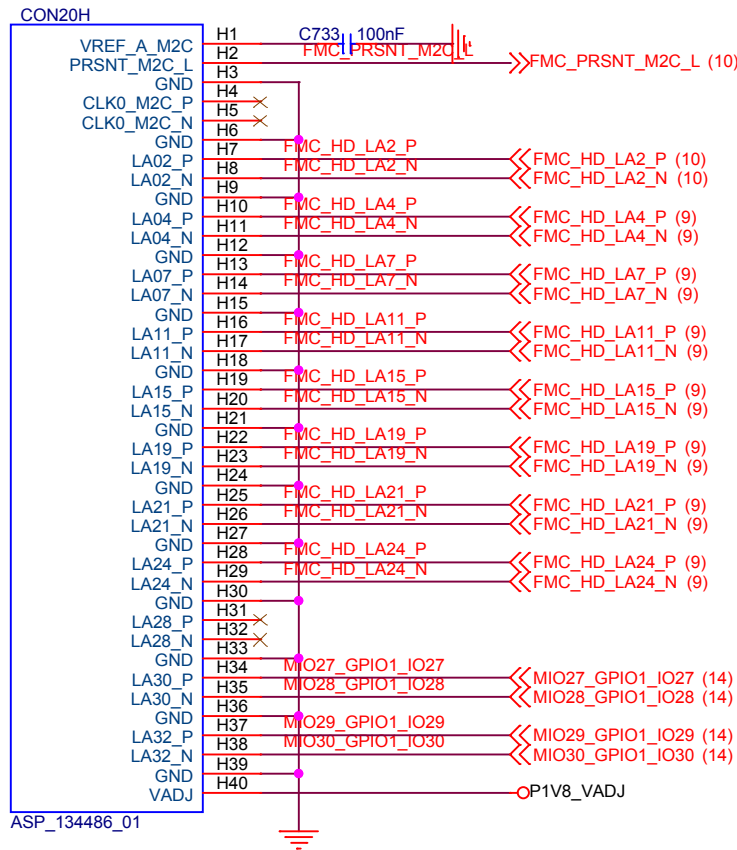 CON20H
VREF_A_M2C H1 C733 100nF
PRSNT_M2C_L H2 FMC_PRSNT_M2C_L FMC_PRSNT_M2C_L (10)
GND H3
CLK0_M2C_P H4
CLK0_M2C_N H5
GND H6
LA02_P H7 FMC_HD_LA2_P FMC_HD_LA2_P (10)
LA02_N H8 FMC_HD_LA2_N FMC_HD_LA2_N (10)
GND H9
LA04_P H10 FMC_HD_LA4_P FMC_HD_LA4_P (9)
LA04_N H11 FMC_HD_LA4_N FMC_HD_LA4_N (9)
GND H12
LA07_P H13 FMC_HD_LA7_P FMC_HD_LA7_P (9)
LA07_N H14 FMC_HD_LA7_N FMC_HD_LA7_N (9)
GND H15
LA11_P H16 FMC_HD_LA11_P FMC_HD_LA11_P (9)
LA11_N H17 FMC_HD_LA11_N FMC_HD_LA11_N (9)
GND H18
LA15_P H19 FMC_HD_LA15_P FMC_HD_LA15_P (9)
LA15_N H20 FMC_HD_LA15_N FMC_HD_LA15_N (9)
GND H21
LA19_P H22 FMC_HD_LA19_P FMC_HD_LA19_P (9)
LA19_N H23 FMC_HD_LA19_N FMC_HD_LA19_N (9)
GND H24
LA21_P H25 FMC_HD_LA21_P FMC_HD_LA21_P (9)
LA21_N H26 FMC_HD_LA21_N FMC_HD_LA21_N (9)
GND H27
LA24_P H28 FMC_HD_LA24_P FMC_HD_LA24_P (9)
LA24_N H29 FMC_HD_LA24_N FMC_HD_LA24_N (9)
GND H30
LA28_P H31
LA28_N H32
GND H33
LA30_P H34 MIO27_GPIO1_IO27 MIO27_GPIO1_IO27 (14)
LA30_N H35 MIO28_GPIO1_IO28 MIO28_GPIO1_IO28 (14)
GND H36
LA32_P H37 MIO29_GPIO1_IO29 MIO29_GPIO1_IO29 (14)
LA32_N H38 MIO30_GPIO1_IO30 MIO30_GPIO1_IO30 (14)
GND H39
VADJ H40 P1V8_VADJ
ASP_134486_01